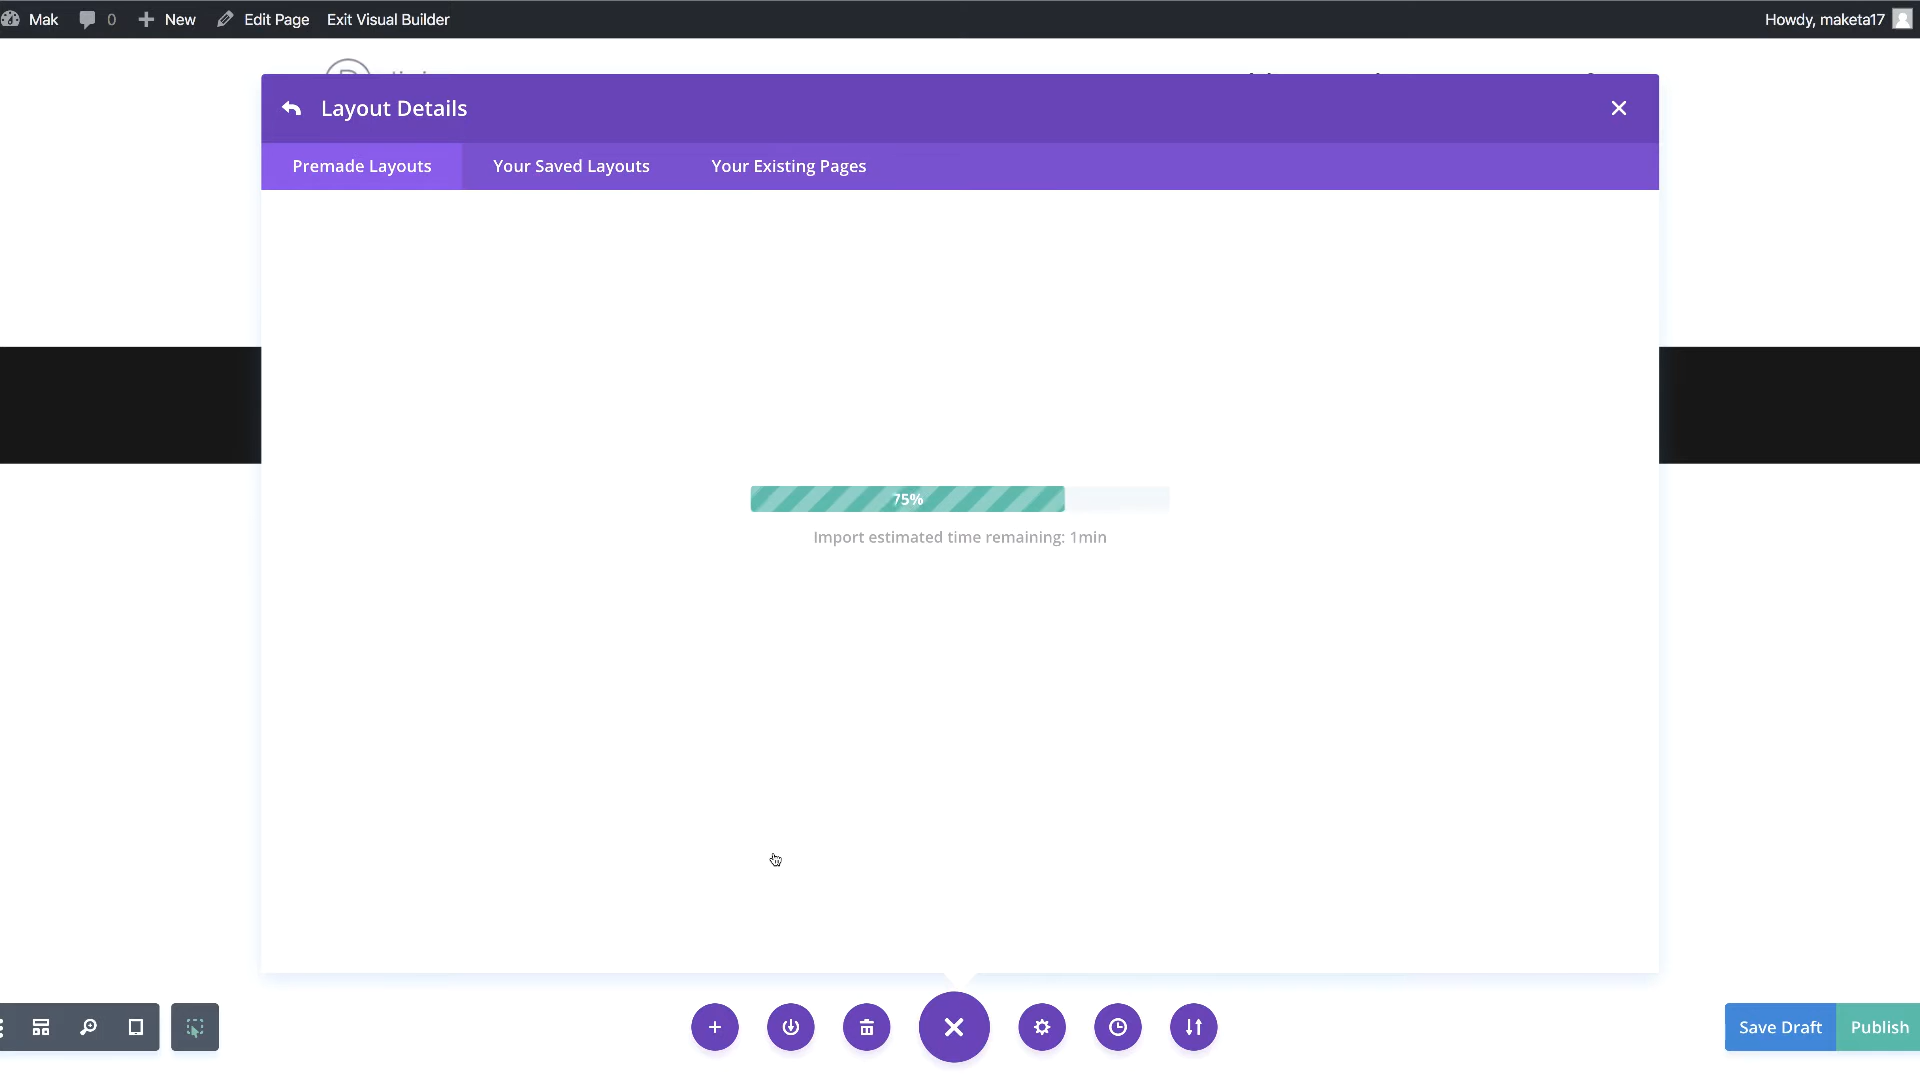 Mak 0 New Edit Page Exit Visual Builder Howdy, maketa17
Layout Details
Premade Layouts Your Saved Layouts Your Existing Pages
75%
Import estimated time remaining: 1min
Save Draft Publish